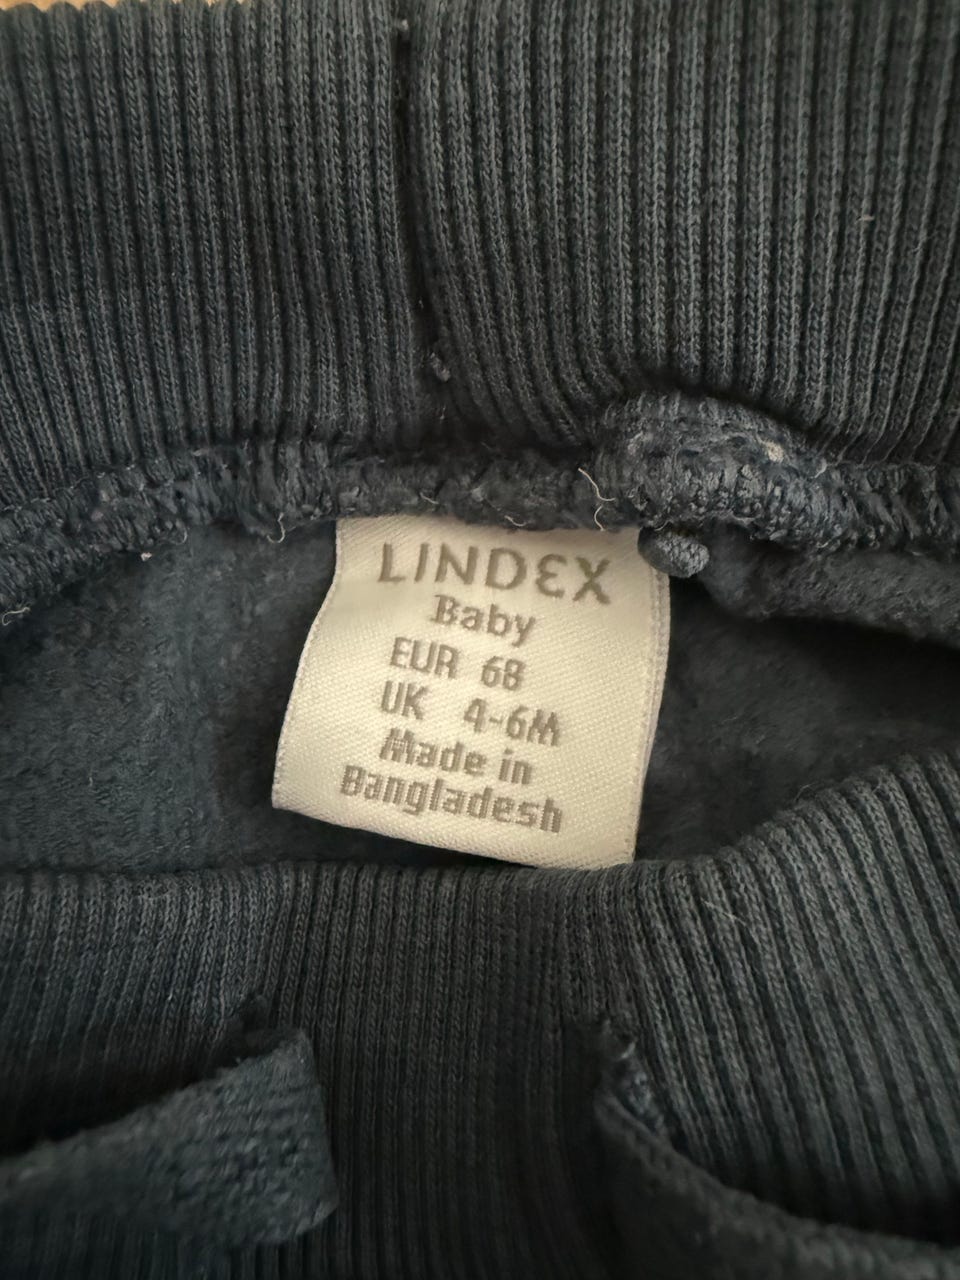 LINDEX
Baby
EUR 68
UK 4-6M
Made in
Bangladesh